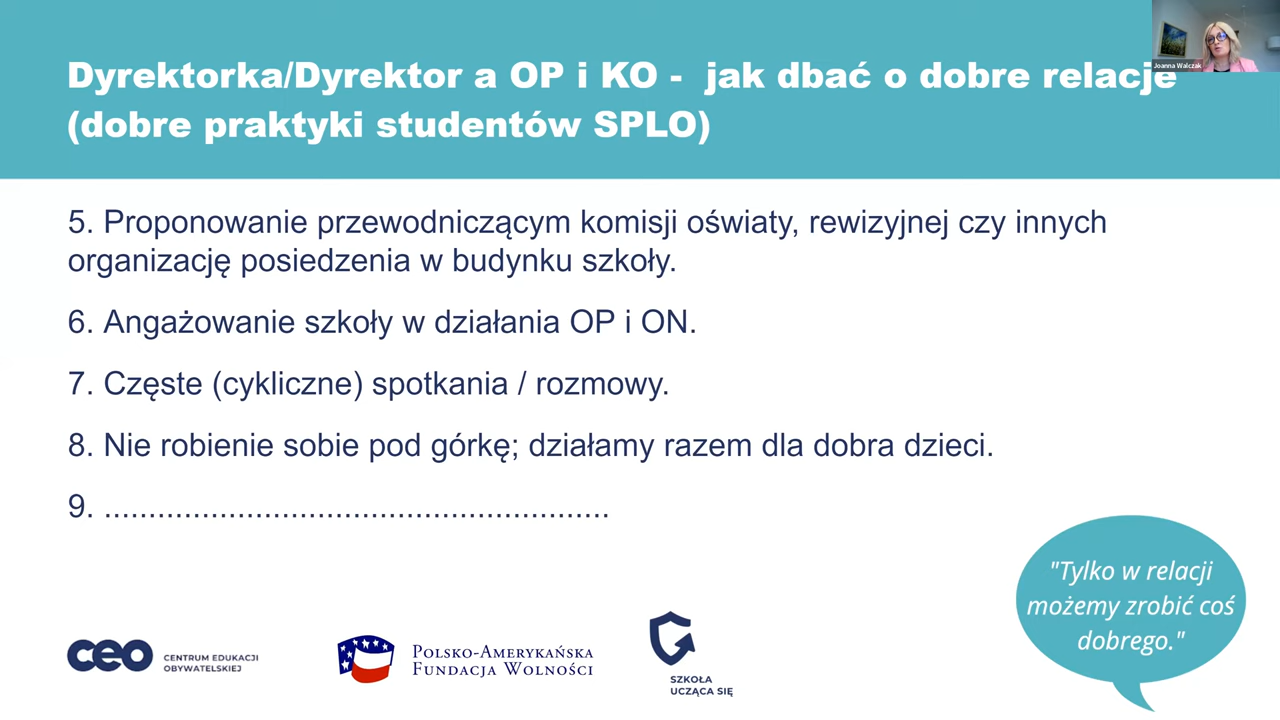 Joanna Walczak
Dyrektorka/Dyrektor a OP i KO - jak dbać o dobre relacje
(dobre praktyki studentów SPLO)
5. Proponowanie przewodniczącym komisji oświaty, rewizyjnej czy innych
organizację posiedzenia w budynku szkoły.
6. Angażowanie szkoły w działania OP i ON.
7. Częste (cykliczne) spotkania / rozmowy.
8. Nie robienie sobie pod górkę; działamy razem dla dobra dzieci.
9. .........................................................
"Tylko w relacji
możemy zrobić coś
dobrego."
ceo
CENTRUM EDUKACJI
OBYWATELSKIEJ
POLSKO-AMERYKAŃSKA
FUNDACJA WOLNOŚCI
SZKOŁA
UCZĄCA SIĘ